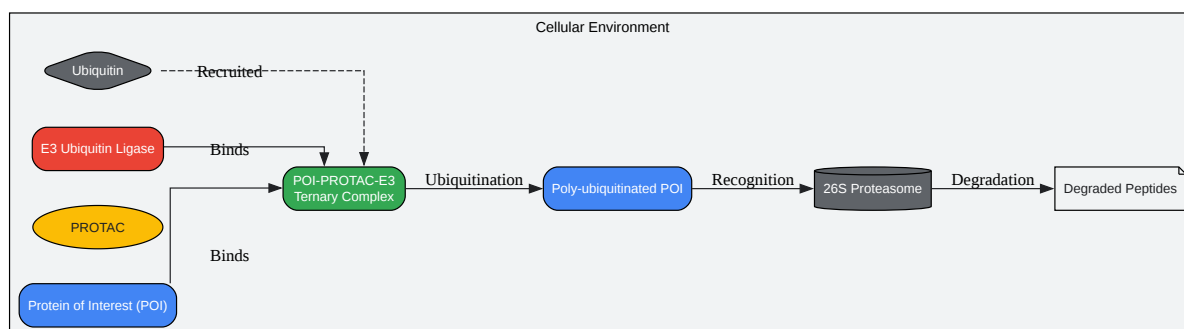 Cellular Environment
Ubiquitin
Recruited
E3 Ubiquitin Ligase
Binds
POI-PROTAC-E3
Ternary Complex
Ubiquitination
Poly-ubiquitinated POI
Recognition
26S Proteasome
Degradation
Degraded Peptides
PROTAC
Binds
Protein of Interest (POI)